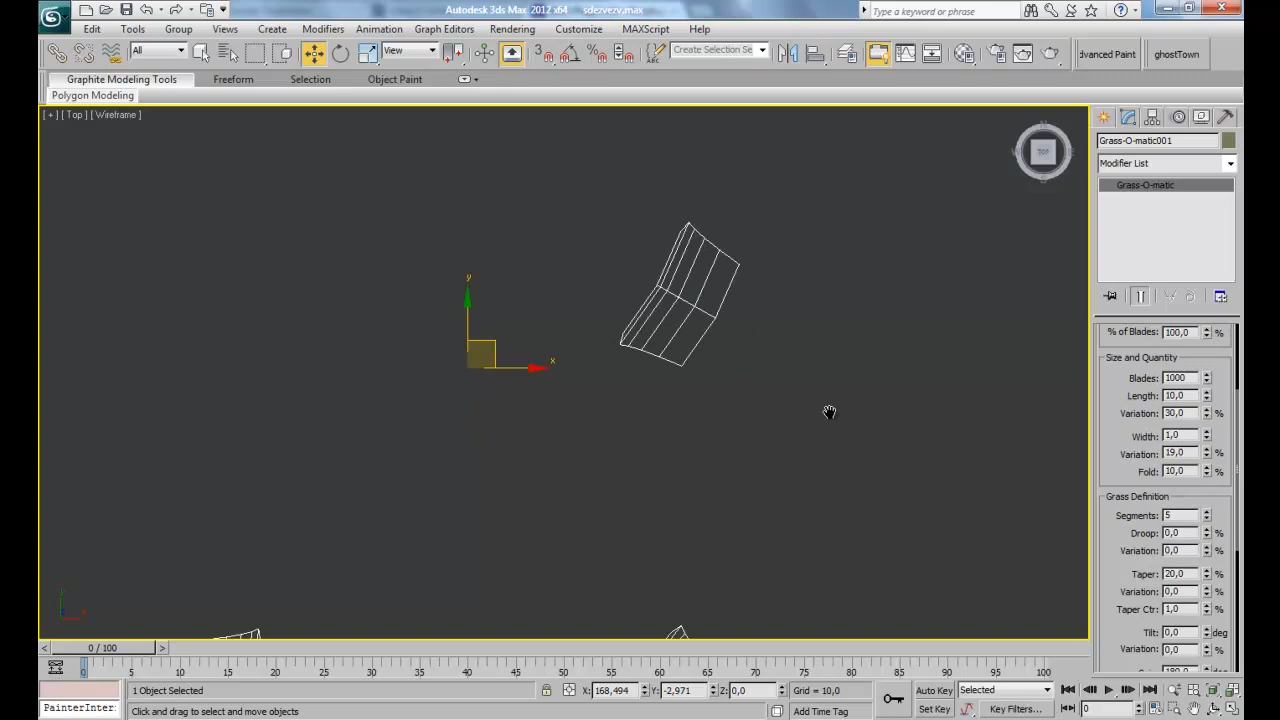 Autodesk 3ds Max 2012 x64 sdezvezv.max
Type a keyword or phrase
Edit Tools Group Views Create Modifiers Animation Graph Editors Rendering Customize MAXScript Help
All View Create Selection Se dvanced Paint ghostTown
Graphite Modeling Tools Freeform Selection Object Paint
Polygon Modeling
[ + ] [ Top ] [ Wireframe ]
TOP
y
x
Grass-O-matic001
Modifier List
Grass-O-matic
% of Blades: 100,0 %
Size and Quantity
Blades: 1000
Length: 10,0
Variation: 30,0 %
Width: 1,0
Variation: 19,0 %
Fold: 10,0 %
Grass Definition
Segments: 5
Droop: 0,0 %
Variation: 0,0 %
Taper: 20,0 %
Variation: 0,0 %
Taper Ctr: 1,0 %
Tilt: 0,0 deg
Variation: 0,0 %
< 0 / 100 >
0 5 10 15 20 25 30 35 40 45 50 55 60 65 70 75 80 85 90 95 100
1 Object Selected X: 168,494 Y: -2,971 Z: 0,0 Grid = 10,0 Auto Key Selected
PainterInter: Click and drag to select and move objects Add Time Tag Set Key Key Filters... 0